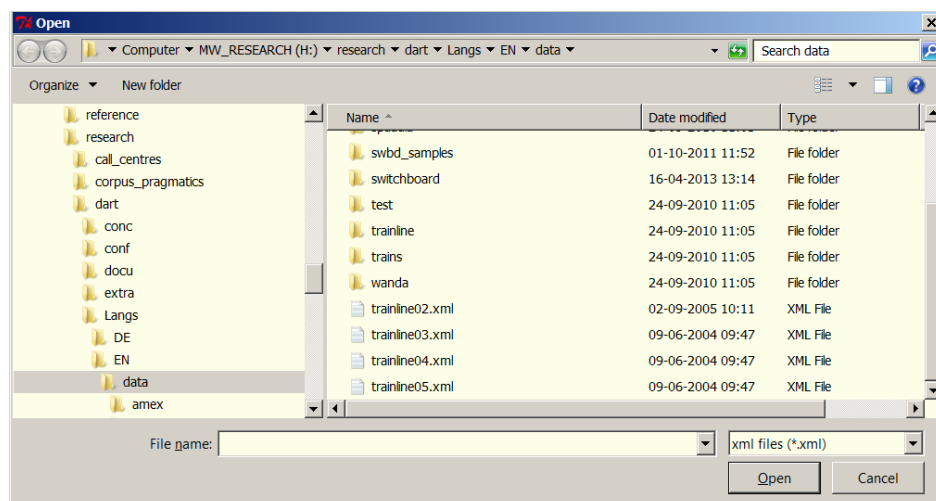 Open
Computer MW_RESEARCH (H:) research dart Langs EN data Search data
Organize New folder
reference
research
call_centres
corpus_pragmatics
dart
conc
conf
docu
extra
Langs
DE
EN
data
amex
Name Date modified Type
swbd_samples 01-10-2011 11:52 File folder
switchboard 16-04-2013 13:14 File folder
test 24-09-2010 11:05 File folder
trainline 24-09-2010 11:05 File folder
trains 24-09-2010 11:05 File folder
wanda 24-09-2010 11:05 File folder
trainline02.xml 02-09-2005 10:11 XML File
trainline03.xml 09-06-2004 09:47 XML File
trainline04.xml 09-06-2004 09:47 XML File
trainline05.xml 09-06-2004 09:47 XML File
File name: xml files (*.xml)
Open Cancel